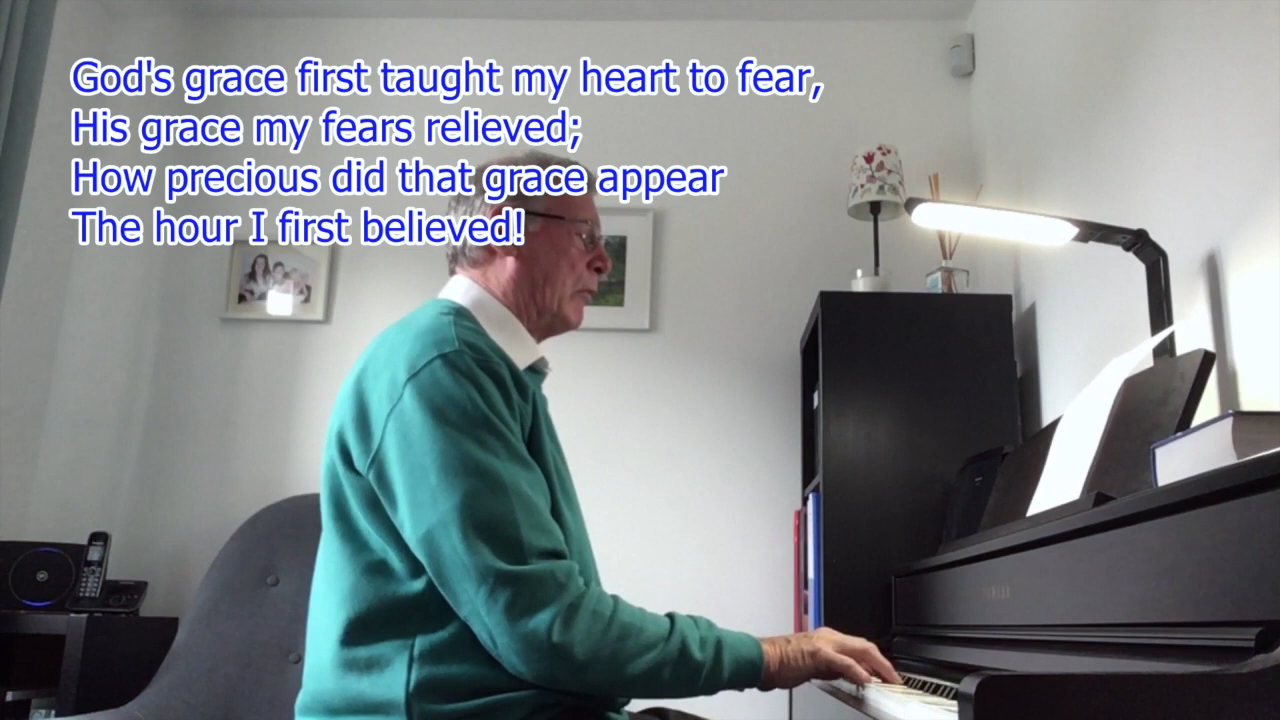 God's grace first taught my heart to fear,
His grace my fears relieved;
How precious did that grace appear
The hour I first believed!
YAMAHA